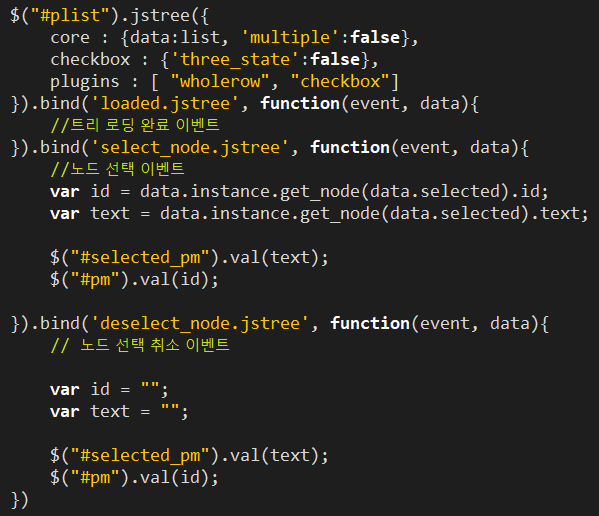 $("#plist").jstree({
    core : {data:list, 'multiple':false},
    checkbox : {'three_state':false},
    plugins : [ "wholerow", "checkbox"]
}).bind('loaded.jstree', function(event, data){
    //트리 로딩 완료 이벤트
}).bind('select_node.jstree', function(event, data){
    //노드 선택 이벤트
    var id = data.instance.get_node(data.selected).id;
    var text = data.instance.get_node(data.selected).text;

    $("#selected_pm").val(text);
    $("#pm").val(id);

}).bind('deselect_node.jstree', function(event, data){
    // 노드 선택 취소 이벤트

    var id = "";
    var text = "";

    $("#selected_pm").val(text);
    $("#pm").val(id);
})